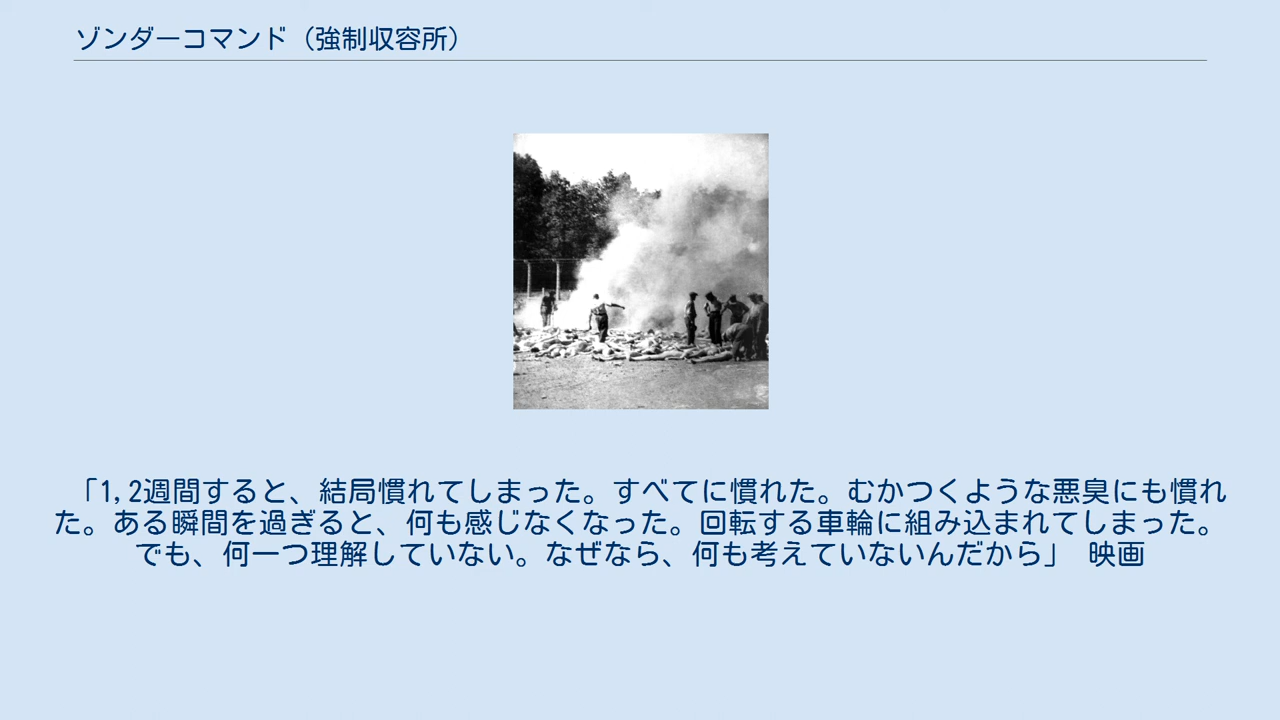 ゾンダーコマンド（強制収容所）
「1,2週間すると、結局慣れてしまった。すべてに慣れた。むかつくような悪臭にも慣れ
た。ある瞬間を過ぎると、何も感じなくなった。回転する車輪に組み込まれてしまった。
でも、何一つ理解していない。なぜなら、何も考えていないんだから」　映画